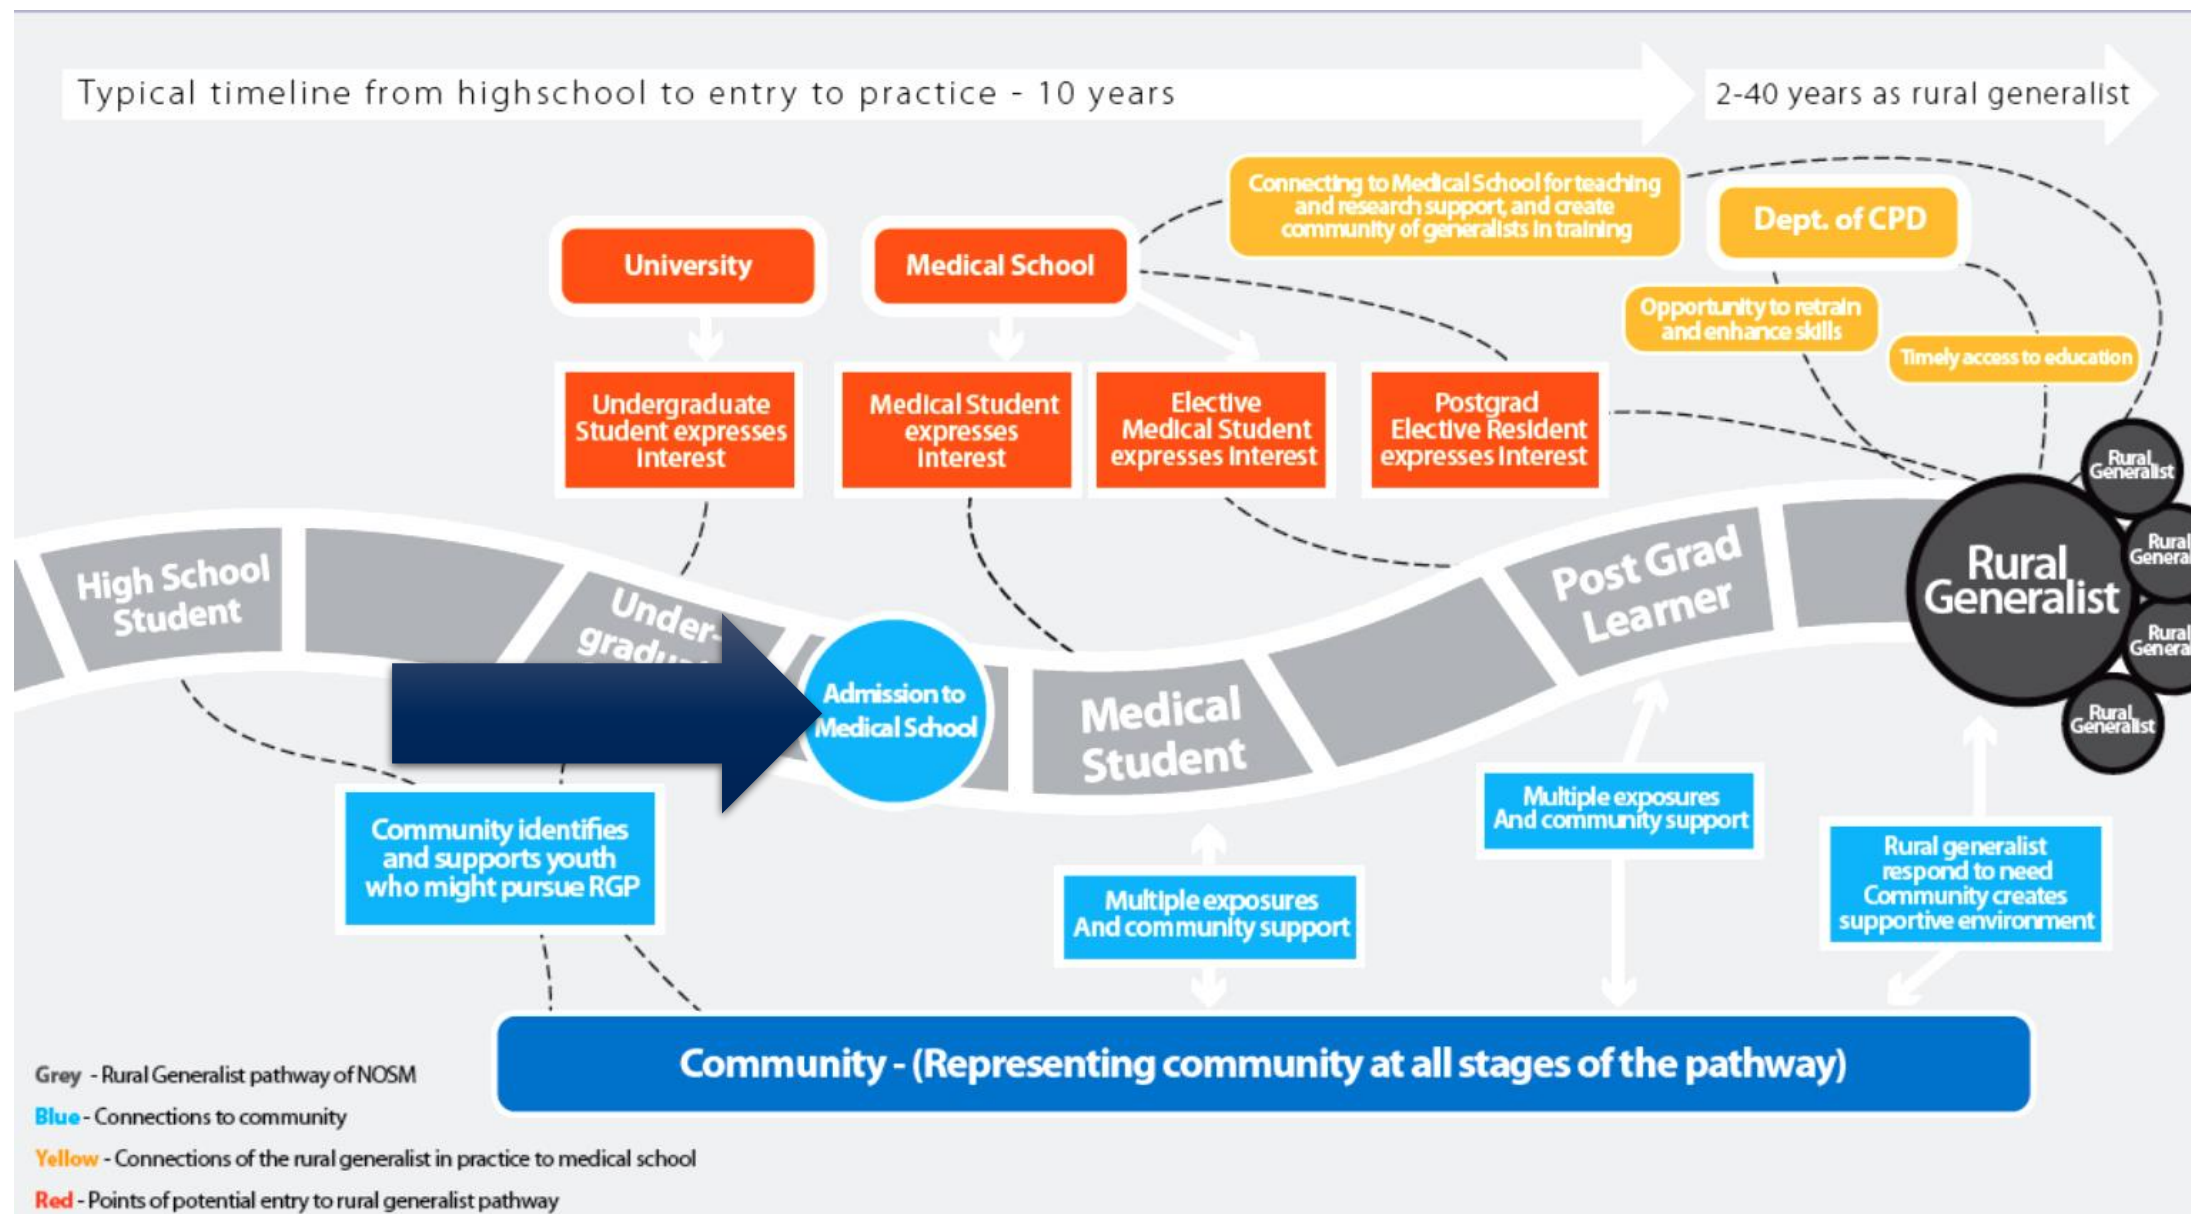 Typical timeline from highschool to entry to practice - 10 years
2-40 years as rural generalist
Connecting to Medical School for teaching
and research support, and create
community of generalists in training
Dept. of CPD
University
Medical School
Opportunity to retrain
and enhance skills
Timely access to education
Undergraduate
Student expresses
Interest
Medical Student
expresses
Interest
Elective
Medical Student
expresses Interest
Postgrad
Elective Resident
expresses Interest
High School
Student
Under-
Admission to
Medical School
Medical
Student
Post Grad
Learner
Rural
Generalist
Rural
Generalist
Rural
Rural
Rural
Generalist
Community identifies
and supports youth
who might pursue RGP
Multiple exposures
And community support
Multiple exposures
And community support
Rural generalist
respond to need
Community creates
supportive environment
Community - (Representing community at all stages of the pathway)
Grey - Rural Generalist pathway of NOSM
Blue - Connections to community
Yellow - Connections of the rural generalist in practice to medical school
Red - Points of potential entry to rural generalist pathway